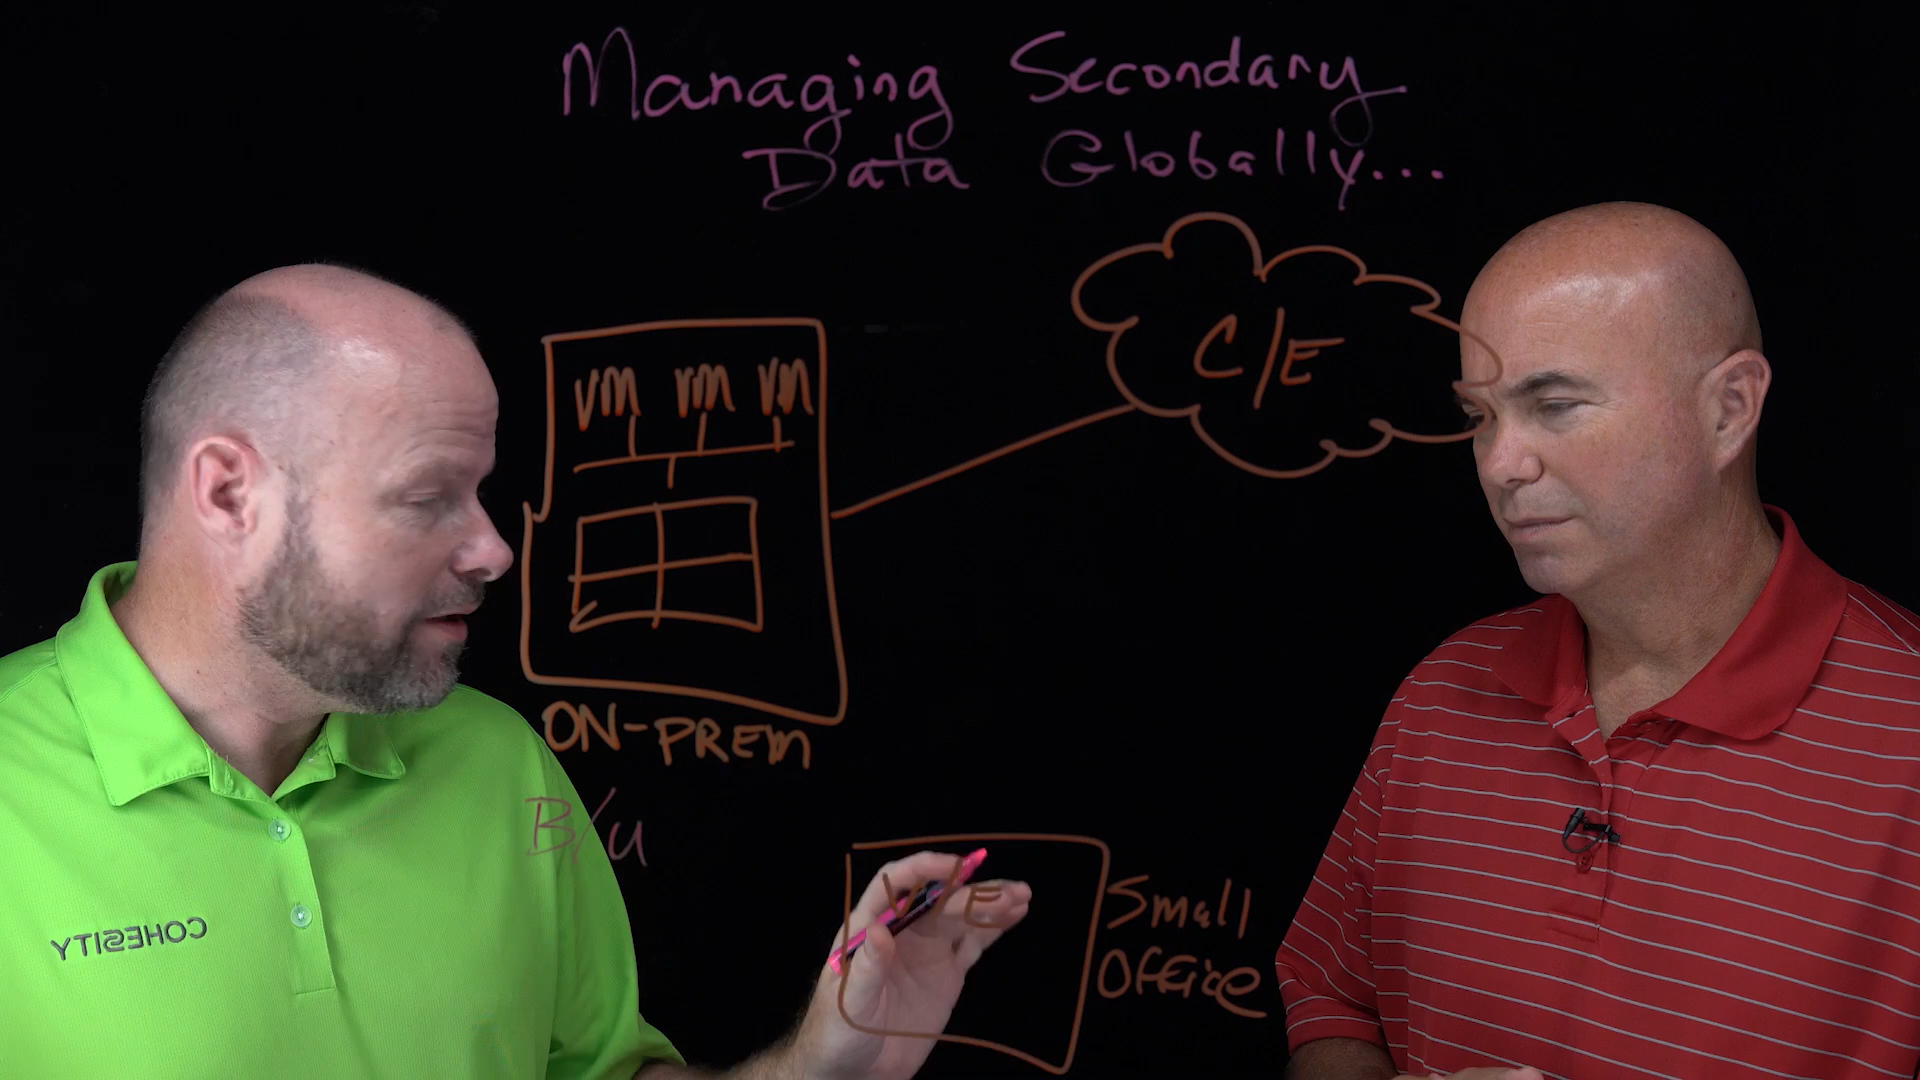 Managing Secondary
Data Globally...
C/E
VM VM VM
ON-PREM
B/U
V/E
Small
Office
COHESITY